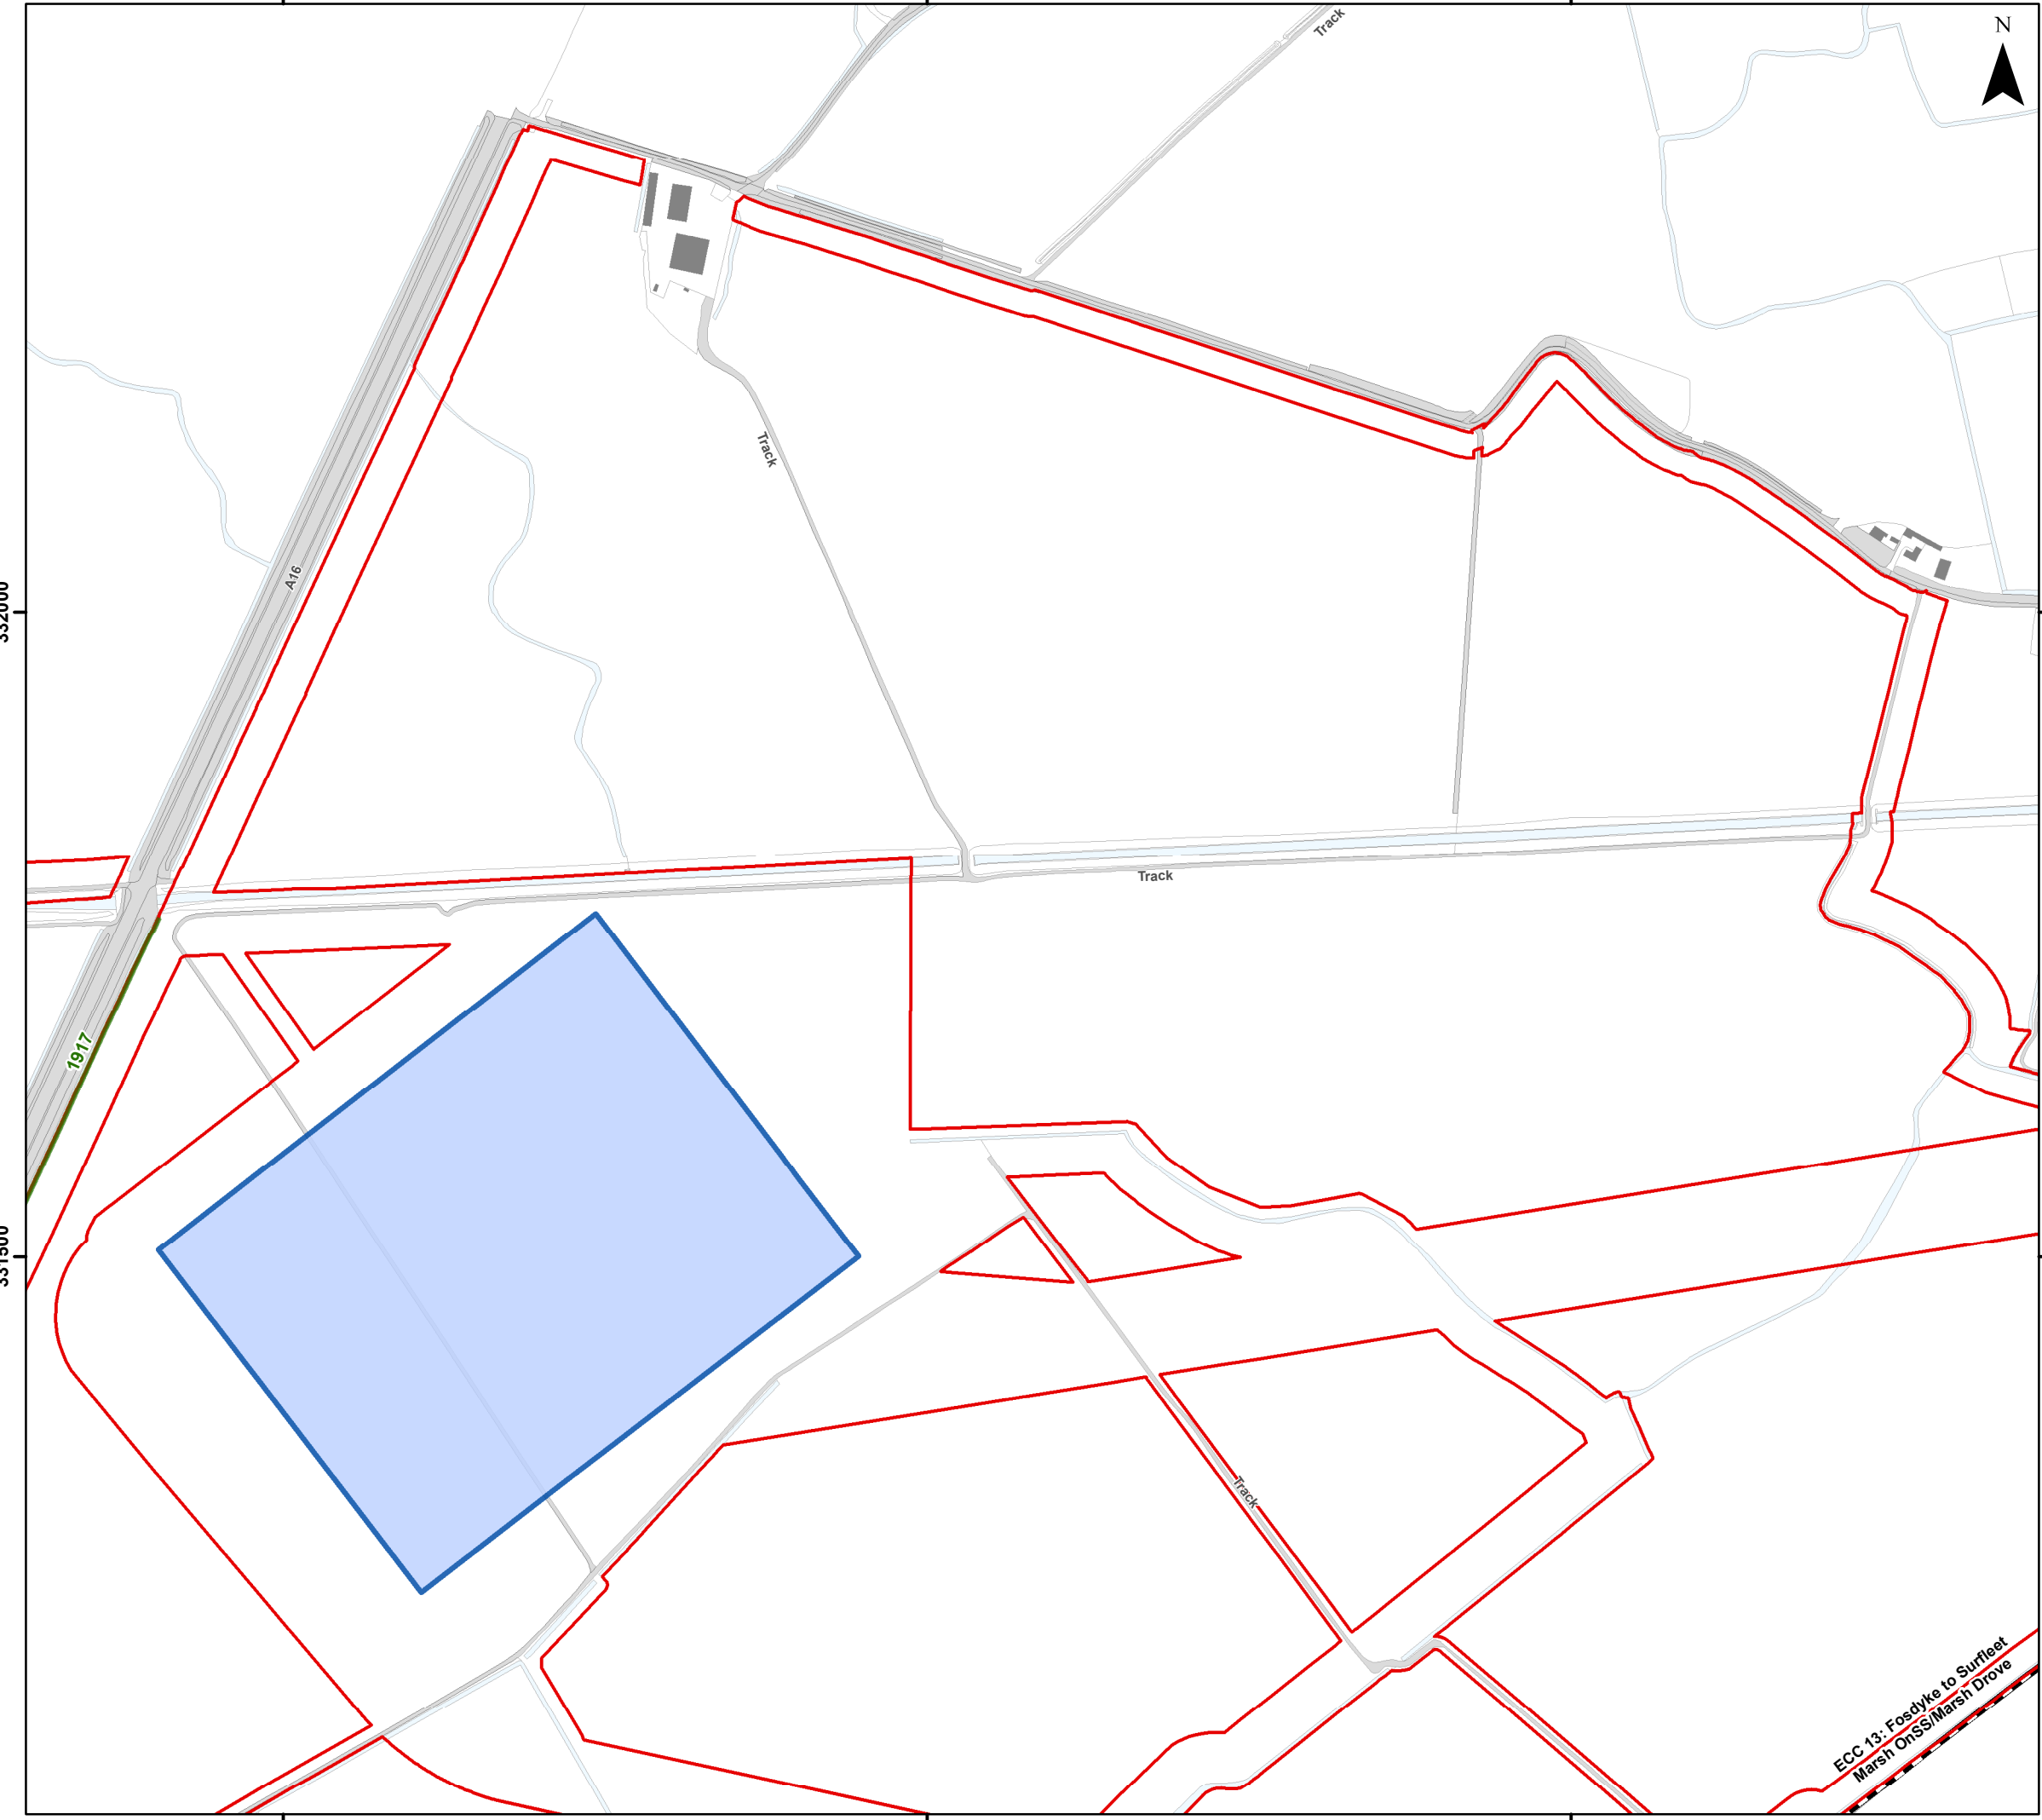 N
Track
Track
A16
332000
Track
1917
331500
Track
ECC 13: Fosdyke to Surfleet
Marsh OnSS/Marsh Drove